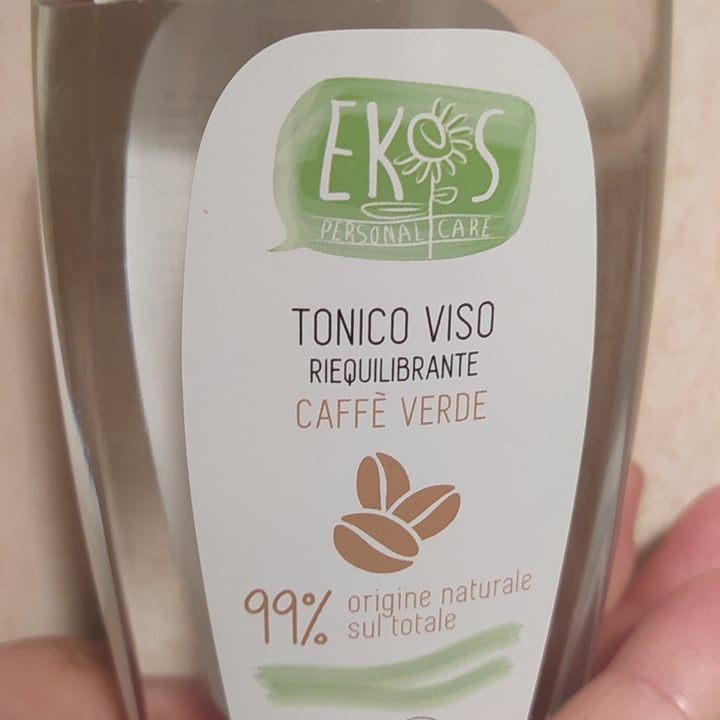 EKOS
PERSONAL CARE
TONICO VISO
RIEQUILIBRANTE
CAFFÈ VERDE
99% origine naturale
sul totale